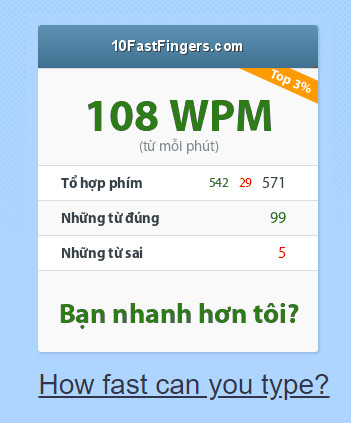 10FastFingers.com
Top 3%
108 WPM
(từ mỗi phút)
Tổ hợp phím 542 29 571
Những từ đúng 99
Những từ sai 5
Bạn nhanh hơn tôi?
How fast can you type?